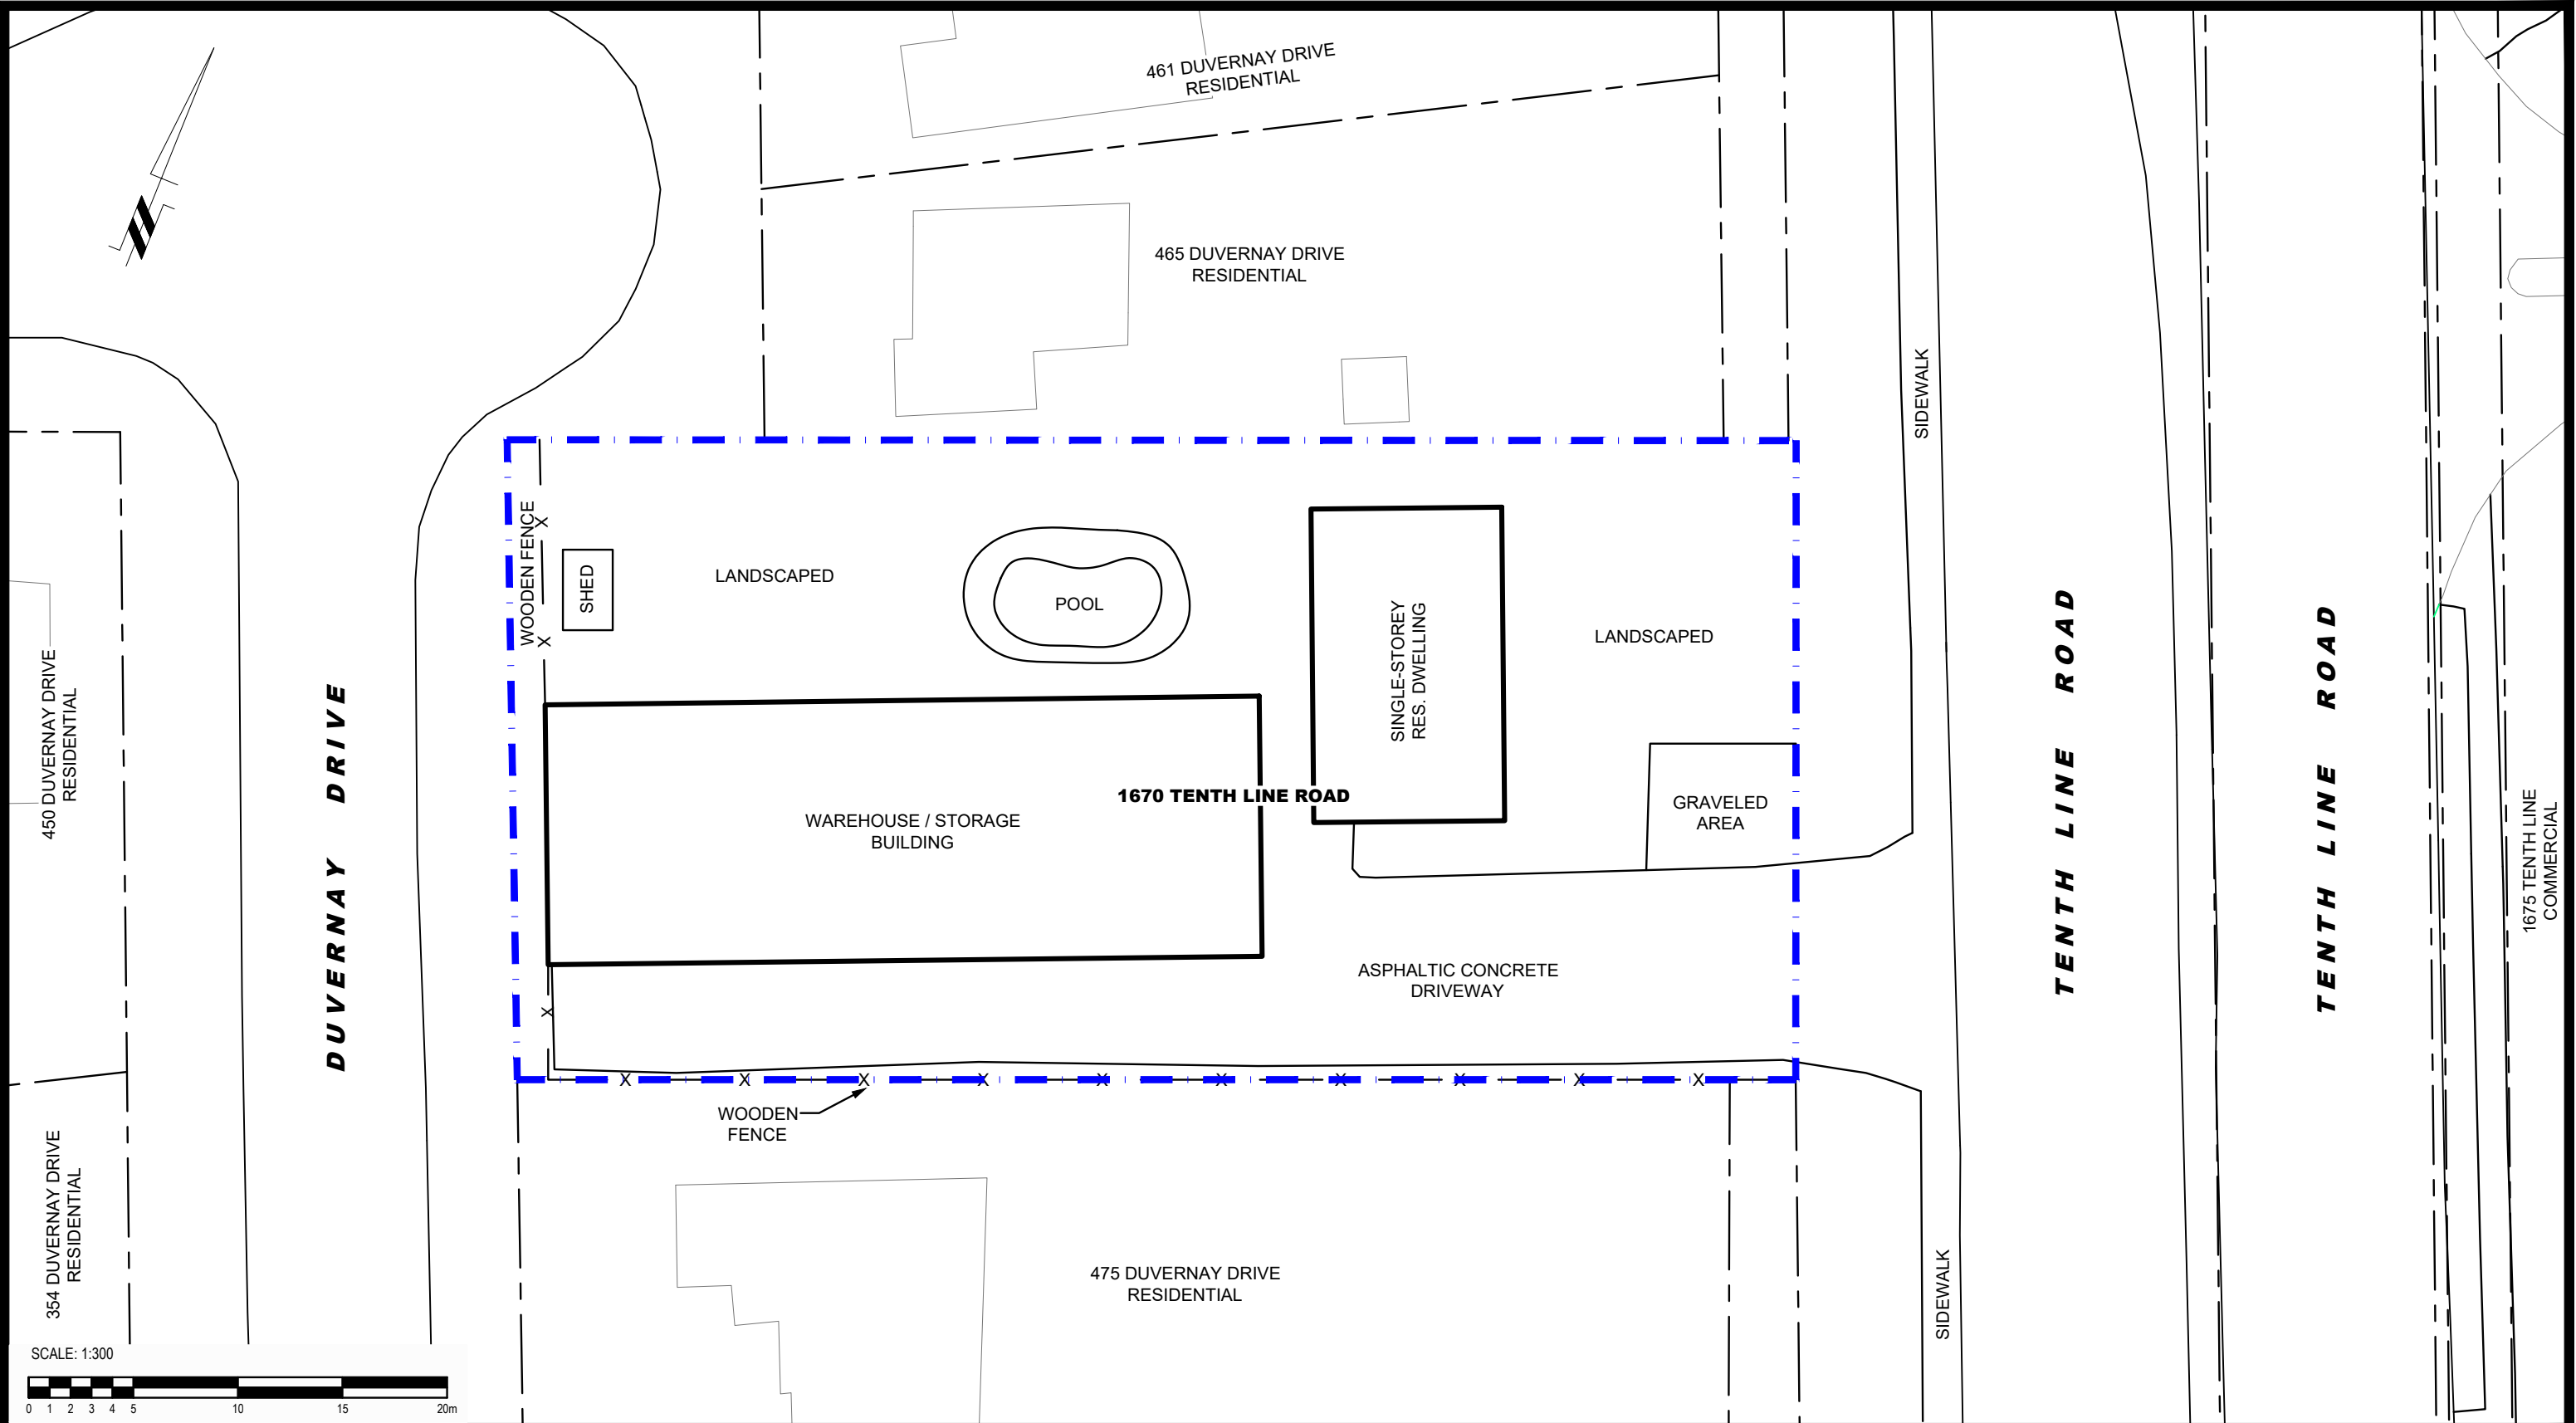 461 DUVERNAY DRIVE
RESIDENTIAL
465 DUVERNAY DRIVE
RESIDENTIAL
SIDEWALK
WOODEN FENCE
X
X
SHED
LANDSCAPED
POOL
SINGLE-STOREY
RES. DWELLING
LANDSCAPED
450 DUVERNAY DRIVE
RESIDENTIAL
DUVERNAY DRIVE
1670 TENTH LINE ROAD
WAREHOUSE / STORAGE
BUILDING
GRAVELED
AREA
TENTH LINE ROAD
TENTH LINE ROAD
1675 TENTH LINE
COMMERCIAL
ASPHALTIC CONCRETE
DRIVEWAY
X
X X X X X X X X X X
WOODEN
FENCE
354 DUVERNAY DRIVE
RESIDENTIAL
475 DUVERNAY DRIVE
RESIDENTIAL
SIDEWALK
SCALE: 1:300
0 1 2 3 4 5 10 15 20m